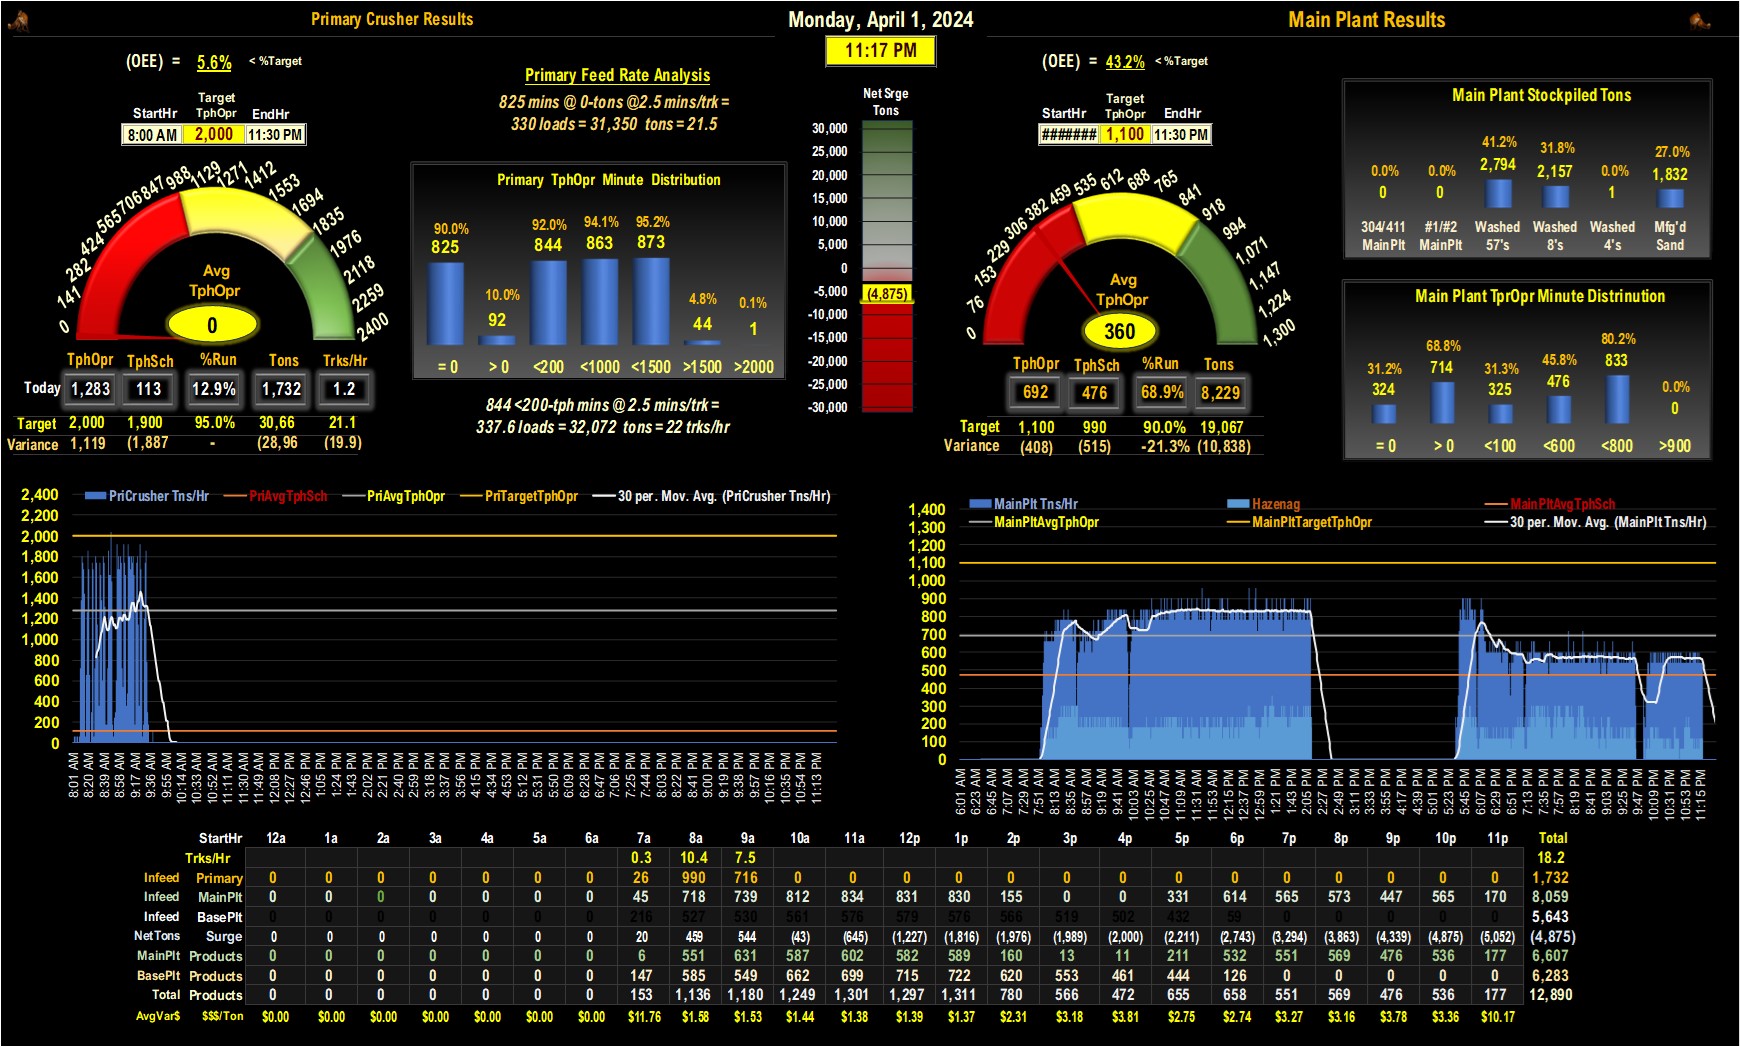 Primary Crusher Results
Monday, April 1, 2024
Main Plant Results
11:17 PM
(OEE) = 5.6% < %Target
StartHr Target TphOpr EndHr
8:00 AM 2,000 11:30 PM
0 141 282 424 565 706 847 988 1129 1271 1412 1553 1694 1835 1976 2118 2259 2400
Avg
TphOpr
0
TphOpr TphSch %Run Tons Trks/Hr
Today 1,283 113 12.9% 1,732 1.2
Target 2,000 1,900 95.0% 30,66 21.1
Variance 1,119 (1,887 - (28,96 (19.9)
Primary Feed Rate Analysis
825 mins @ 0-tons @2.5 mins/trk =
330 loads = 31,350 tons = 21.5
Primary TphOpr Minute Distribution
90.0% 10.0% 92.0% 94.1% 95.2% 4.8% 0.1%
825 92 844 863 873 44 1
= 0 > 0 <200 <1000 <1500 >1500 >2000
844 <200-tph mins @ 2.5 mins/trk =
337.6 loads = 32,072 tons = 22 trks/hr
Net Srge
Tons
30,000
25,000
20,000
15,000
10,000
5,000
0
-5,000
(4,875)
-10,000
-15,000
-20,000
-25,000
-30,000
(OEE) = 43.2% < %Target
StartHr Target TphOpr EndHr
####### 1,100 11:30 PM
0 76 153 229 306 382 459 535 612 688 765 841 918 994 1,071 1,147 1,224 1,300
Avg
TphOpr
360
TphOpr TphSch %Run Tons
692 476 68.9% 8,229
Target 1,100 990 90.0% 19,067
Variance (408) (515) -21.3% (10,838)
Main Plant Stockpiled Tons
0.0% 0.0% 41.2% 31.8% 0.0% 27.0%
0 0 2,794 2,157 1 1,832
304/411 #1/#2 Washed Washed Washed Mfg'd
MainPlt MainPlt 57's 8's 4's Sand
Main Plant TprOpr Minute Distrinution
31.2% 68.8% 31.3% 45.8% 80.2% 0.0%
324 714 325 476 833 0
= 0 > 0 <100 <600 <800 >900
PriCrusher Tns/Hr PriAvgTphSch PriAvgTphOpr PriTargetTphOpr 30 per. Mov. Avg. (PriCrusher Tns/Hr)
2,400
2,200
2,000
1,800
1,600
1,400
1,200
1,000
800
600
400
200
0
8:01 AM 8:20 AM 8:39 AM 8:58 AM 9:17 AM 9:36 AM 9:55 AM 10:14 AM 10:33 AM 10:52 AM 11:11 AM 11:30 AM 11:49 AM 12:08 PM 12:27 PM 12:46 PM 1:05 PM 1:24 PM 1:43 PM 2:02 PM 2:21 PM 2:40 PM 2:59 PM 3:18 PM 3:37 PM 3:56 PM 4:15 PM 4:34 PM 4:53 PM 5:12 PM 5:31 PM 5:50 PM 6:09 PM 6:28 PM 6:47 PM 7:06 PM 7:25 PM 7:44 PM 8:03 PM 8:22 PM 8:41 PM 9:00 PM 9:19 PM 9:38 PM 9:57 PM 10:16 PM 10:35 PM 10:54 PM 11:13 PM
MainPlt Tns/Hr Hazenag MainPltAvgTphSch
MainPltAvgTphOpr MainPltTargetTphOpr 30 per. Mov. Avg. (MainPlt Tns/Hr)
1,400
1,300
1,200
1,100
1,000
900
800
700
600
500
400
300
200
100
0
6:01 AM 6:23 AM 6:45 AM 7:07 AM 7:29 AM 7:51 AM 8:13 AM 8:35 AM 8:57 AM 9:19 AM 9:41 AM 10:03 AM 10:25 AM 10:47 AM 11:09 AM 11:31 AM 11:53 AM 12:15 PM 12:37 PM 12:59 PM 1:21 PM 1:43 PM 2:05 PM 2:27 PM 2:49 PM 3:11 PM 3:33 PM 3:55 PM 4:17 PM 4:39 PM 5:01 PM 5:23 PM 5:45 PM 6:07 PM 6:29 PM 6:51 PM 7:13 PM 7:35 PM 7:57 PM 8:19 PM 8:41 PM 9:03 PM 9:25 PM 9:47 PM 10:09 PM 10:31 PM 10:53 PM 11:15 PM
StartHr 12a 1a 2a 3a 4a 5a 6a 7a 8a 9a 10a 11a 12p 1p 2p 3p 4p 5p 6p 7p 8p 9p 10p 11p Total
Trks/Hr 0.3 10.4 7.5 18.2
Infeed Primary 0 0 0 0 0 0 0 26 990 716 0 0 0 0 0 0 0 0 0 0 0 0 0 0 1,732
Infeed MainPlt 0 0 0 0 0 0 0 45 718 739 812 834 831 830 155 0 0 331 614 565 573 447 565 170 8,059
Infeed BasePlt 0 0 0 0 0 0 0 216 527 530 561 576 579 576 566 519 502 432 59 0 0 0 0 0 5,643
NetTons Surge 0 0 0 0 0 0 0 20 459 544 (43) (645) (1,227) (1,816) (1,976) (1,989) (2,000) (2,211) (2,743) (3,294) (3,863) (4,339) (4,875) (5,052) (4,875)
MainPlt Products 0 0 0 0 0 0 0 6 551 631 587 602 582 589 160 13 11 211 532 551 569 476 536 177 6,607
BasePlt Products 0 0 0 0 0 0 0 147 585 549 662 699 715 722 620 553 461 444 126 0 0 0 0 0 6,283
Total Products 0 0 0 0 0 0 0 153 1,136 1,180 1,249 1,301 1,297 1,311 780 566 472 655 658 551 569 476 536 177 12,890
AvgVar$ $$$/Ton $0.00 $0.00 $0.00 $0.00 $0.00 $0.00 $0.00 $11.76 $1.58 $1.53 $1.44 $1.38 $1.39 $1.37 $2.31 $3.18 $3.81 $2.75 $2.74 $3.27 $3.16 $3.78 $3.36 $10.17